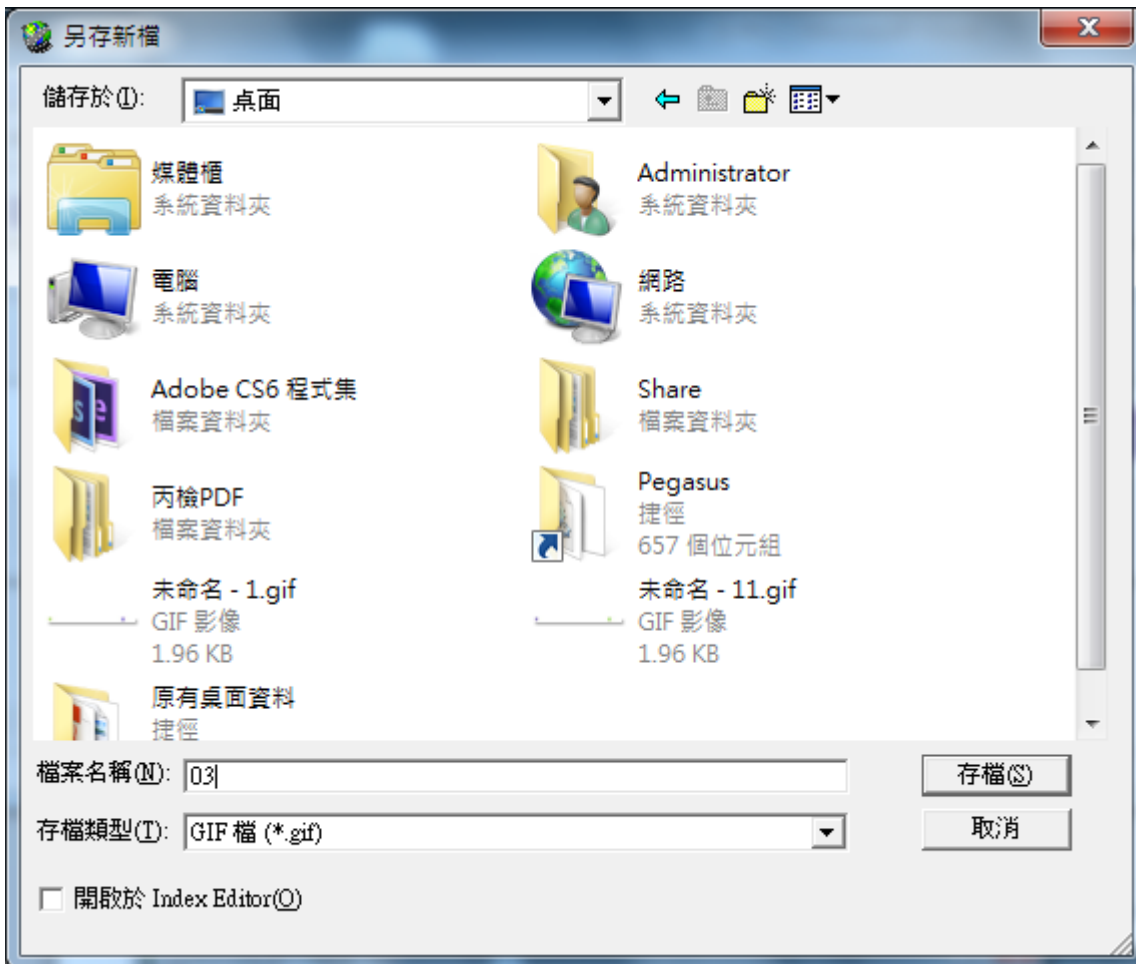 另存新檔
儲存於(I):
桌面
媒體櫃
系統資料夾
Administrator
系統資料夾
電腦
系統資料夾
網路
系統資料夾
Adobe CS6 程式集
檔案資料夾
Share
檔案資料夾
丙檢PDF
檔案資料夾
Pegasus
捷徑
657 個位元組
未命名 - 1.gif
GIF 影像
1.96 KB
未命名 - 11.gif
GIF 影像
1.96 KB
原有桌面資料
捷徑
檔案名稱(N):
03
存檔(S)
存檔類型(T):
GIF 檔 (*.gif)
取消
開啟於 Index Editor(O)